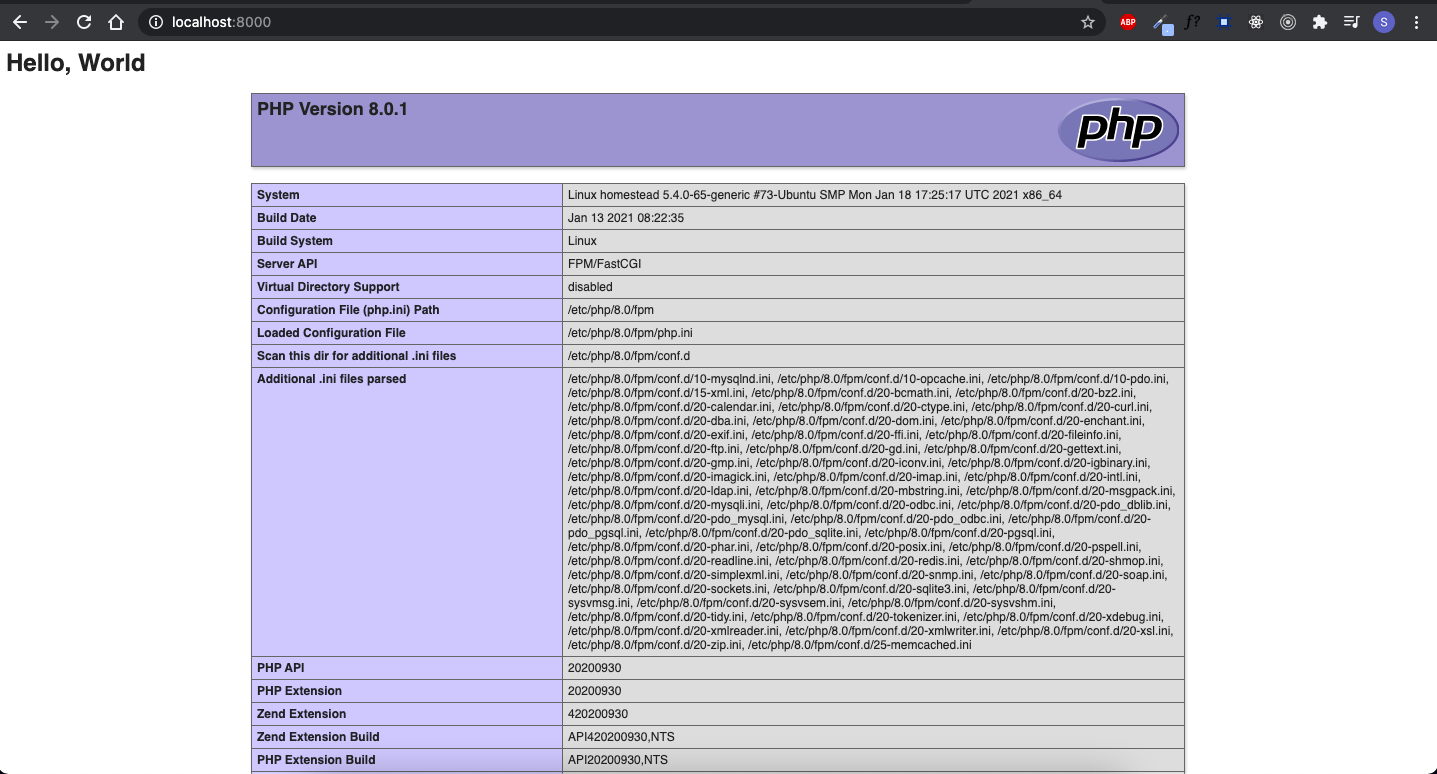 localhost:8000
ABP
f?
S
Hello, World
PHP Version 8.0.1
php
System Linux homestead 5.4.0-65-generic #73-Ubuntu SMP Mon Jan 18 17:25:17 UTC 2021 x86_64
Build Date Jan 13 2021 08:22:35
Build System Linux
Server API FPM/FastCGI
Virtual Directory Support disabled
Configuration File (php.ini) Path /etc/php/8.0/fpm
Loaded Configuration File /etc/php/8.0/fpm/php.ini
Scan this dir for additional .ini files /etc/php/8.0/fpm/conf.d
Additional .ini files parsed /etc/php/8.0/fpm/conf.d/10-mysqlnd.ini, /etc/php/8.0/fpm/conf.d/10-opcache.ini, /etc/php/8.0/fpm/conf.d/10-pdo.ini,
/etc/php/8.0/fpm/conf.d/15-xml.ini, /etc/php/8.0/fpm/conf.d/20-bcmath.ini, /etc/php/8.0/fpm/conf.d/20-bz2.ini,
/etc/php/8.0/fpm/conf.d/20-calendar.ini, /etc/php/8.0/fpm/conf.d/20-ctype.ini, /etc/php/8.0/fpm/conf.d/20-curl.ini,
/etc/php/8.0/fpm/conf.d/20-dba.ini, /etc/php/8.0/fpm/conf.d/20-dom.ini, /etc/php/8.0/fpm/conf.d/20-enchant.ini,
/etc/php/8.0/fpm/conf.d/20-exif.ini, /etc/php/8.0/fpm/conf.d/20-ffi.ini, /etc/php/8.0/fpm/conf.d/20-fileinfo.ini,
/etc/php/8.0/fpm/conf.d/20-ftp.ini, /etc/php/8.0/fpm/conf.d/20-gd.ini, /etc/php/8.0/fpm/conf.d/20-gettext.ini,
/etc/php/8.0/fpm/conf.d/20-gmp.ini, /etc/php/8.0/fpm/conf.d/20-iconv.ini, /etc/php/8.0/fpm/conf.d/20-igbinary.ini,
/etc/php/8.0/fpm/conf.d/20-imagick.ini, /etc/php/8.0/fpm/conf.d/20-imap.ini, /etc/php/8.0/fpm/conf.d/20-intl.ini,
/etc/php/8.0/fpm/conf.d/20-ldap.ini, /etc/php/8.0/fpm/conf.d/20-mbstring.ini, /etc/php/8.0/fpm/conf.d/20-msgpack.ini,
/etc/php/8.0/fpm/conf.d/20-mysqli.ini, /etc/php/8.0/fpm/conf.d/20-odbc.ini, /etc/php/8.0/fpm/conf.d/20-pdo_dblib.ini,
/etc/php/8.0/fpm/conf.d/20-pdo_mysql.ini, /etc/php/8.0/fpm/conf.d/20-pdo_odbc.ini, /etc/php/8.0/fpm/conf.d/20-
pdo_pgsql.ini, /etc/php/8.0/fpm/conf.d/20-pdo_sqlite.ini, /etc/php/8.0/fpm/conf.d/20-pgsql.ini,
/etc/php/8.0/fpm/conf.d/20-phar.ini, /etc/php/8.0/fpm/conf.d/20-posix.ini, /etc/php/8.0/fpm/conf.d/20-pspell.ini,
/etc/php/8.0/fpm/conf.d/20-readline.ini, /etc/php/8.0/fpm/conf.d/20-redis.ini, /etc/php/8.0/fpm/conf.d/20-shmop.ini,
/etc/php/8.0/fpm/conf.d/20-simplexml.ini, /etc/php/8.0/fpm/conf.d/20-snmp.ini, /etc/php/8.0/fpm/conf.d/20-soap.ini,
/etc/php/8.0/fpm/conf.d/20-sockets.ini, /etc/php/8.0/fpm/conf.d/20-sqlite3.ini, /etc/php/8.0/fpm/conf.d/20-
sysvmsg.ini, /etc/php/8.0/fpm/conf.d/20-sysvsem.ini, /etc/php/8.0/fpm/conf.d/20-sysvshm.ini,
/etc/php/8.0/fpm/conf.d/20-tidy.ini, /etc/php/8.0/fpm/conf.d/20-tokenizer.ini, /etc/php/8.0/fpm/conf.d/20-xdebug.ini,
/etc/php/8.0/fpm/conf.d/20-xmlreader.ini, /etc/php/8.0/fpm/conf.d/20-xmlwriter.ini, /etc/php/8.0/fpm/conf.d/20-xsl.ini,
/etc/php/8.0/fpm/conf.d/20-zip.ini, /etc/php/8.0/fpm/conf.d/25-memcached.ini
PHP API 20200930
PHP Extension 20200930
Zend Extension 420200930
Zend Extension Build API420200930,NTS
PHP Extension Build API20200930,NTS